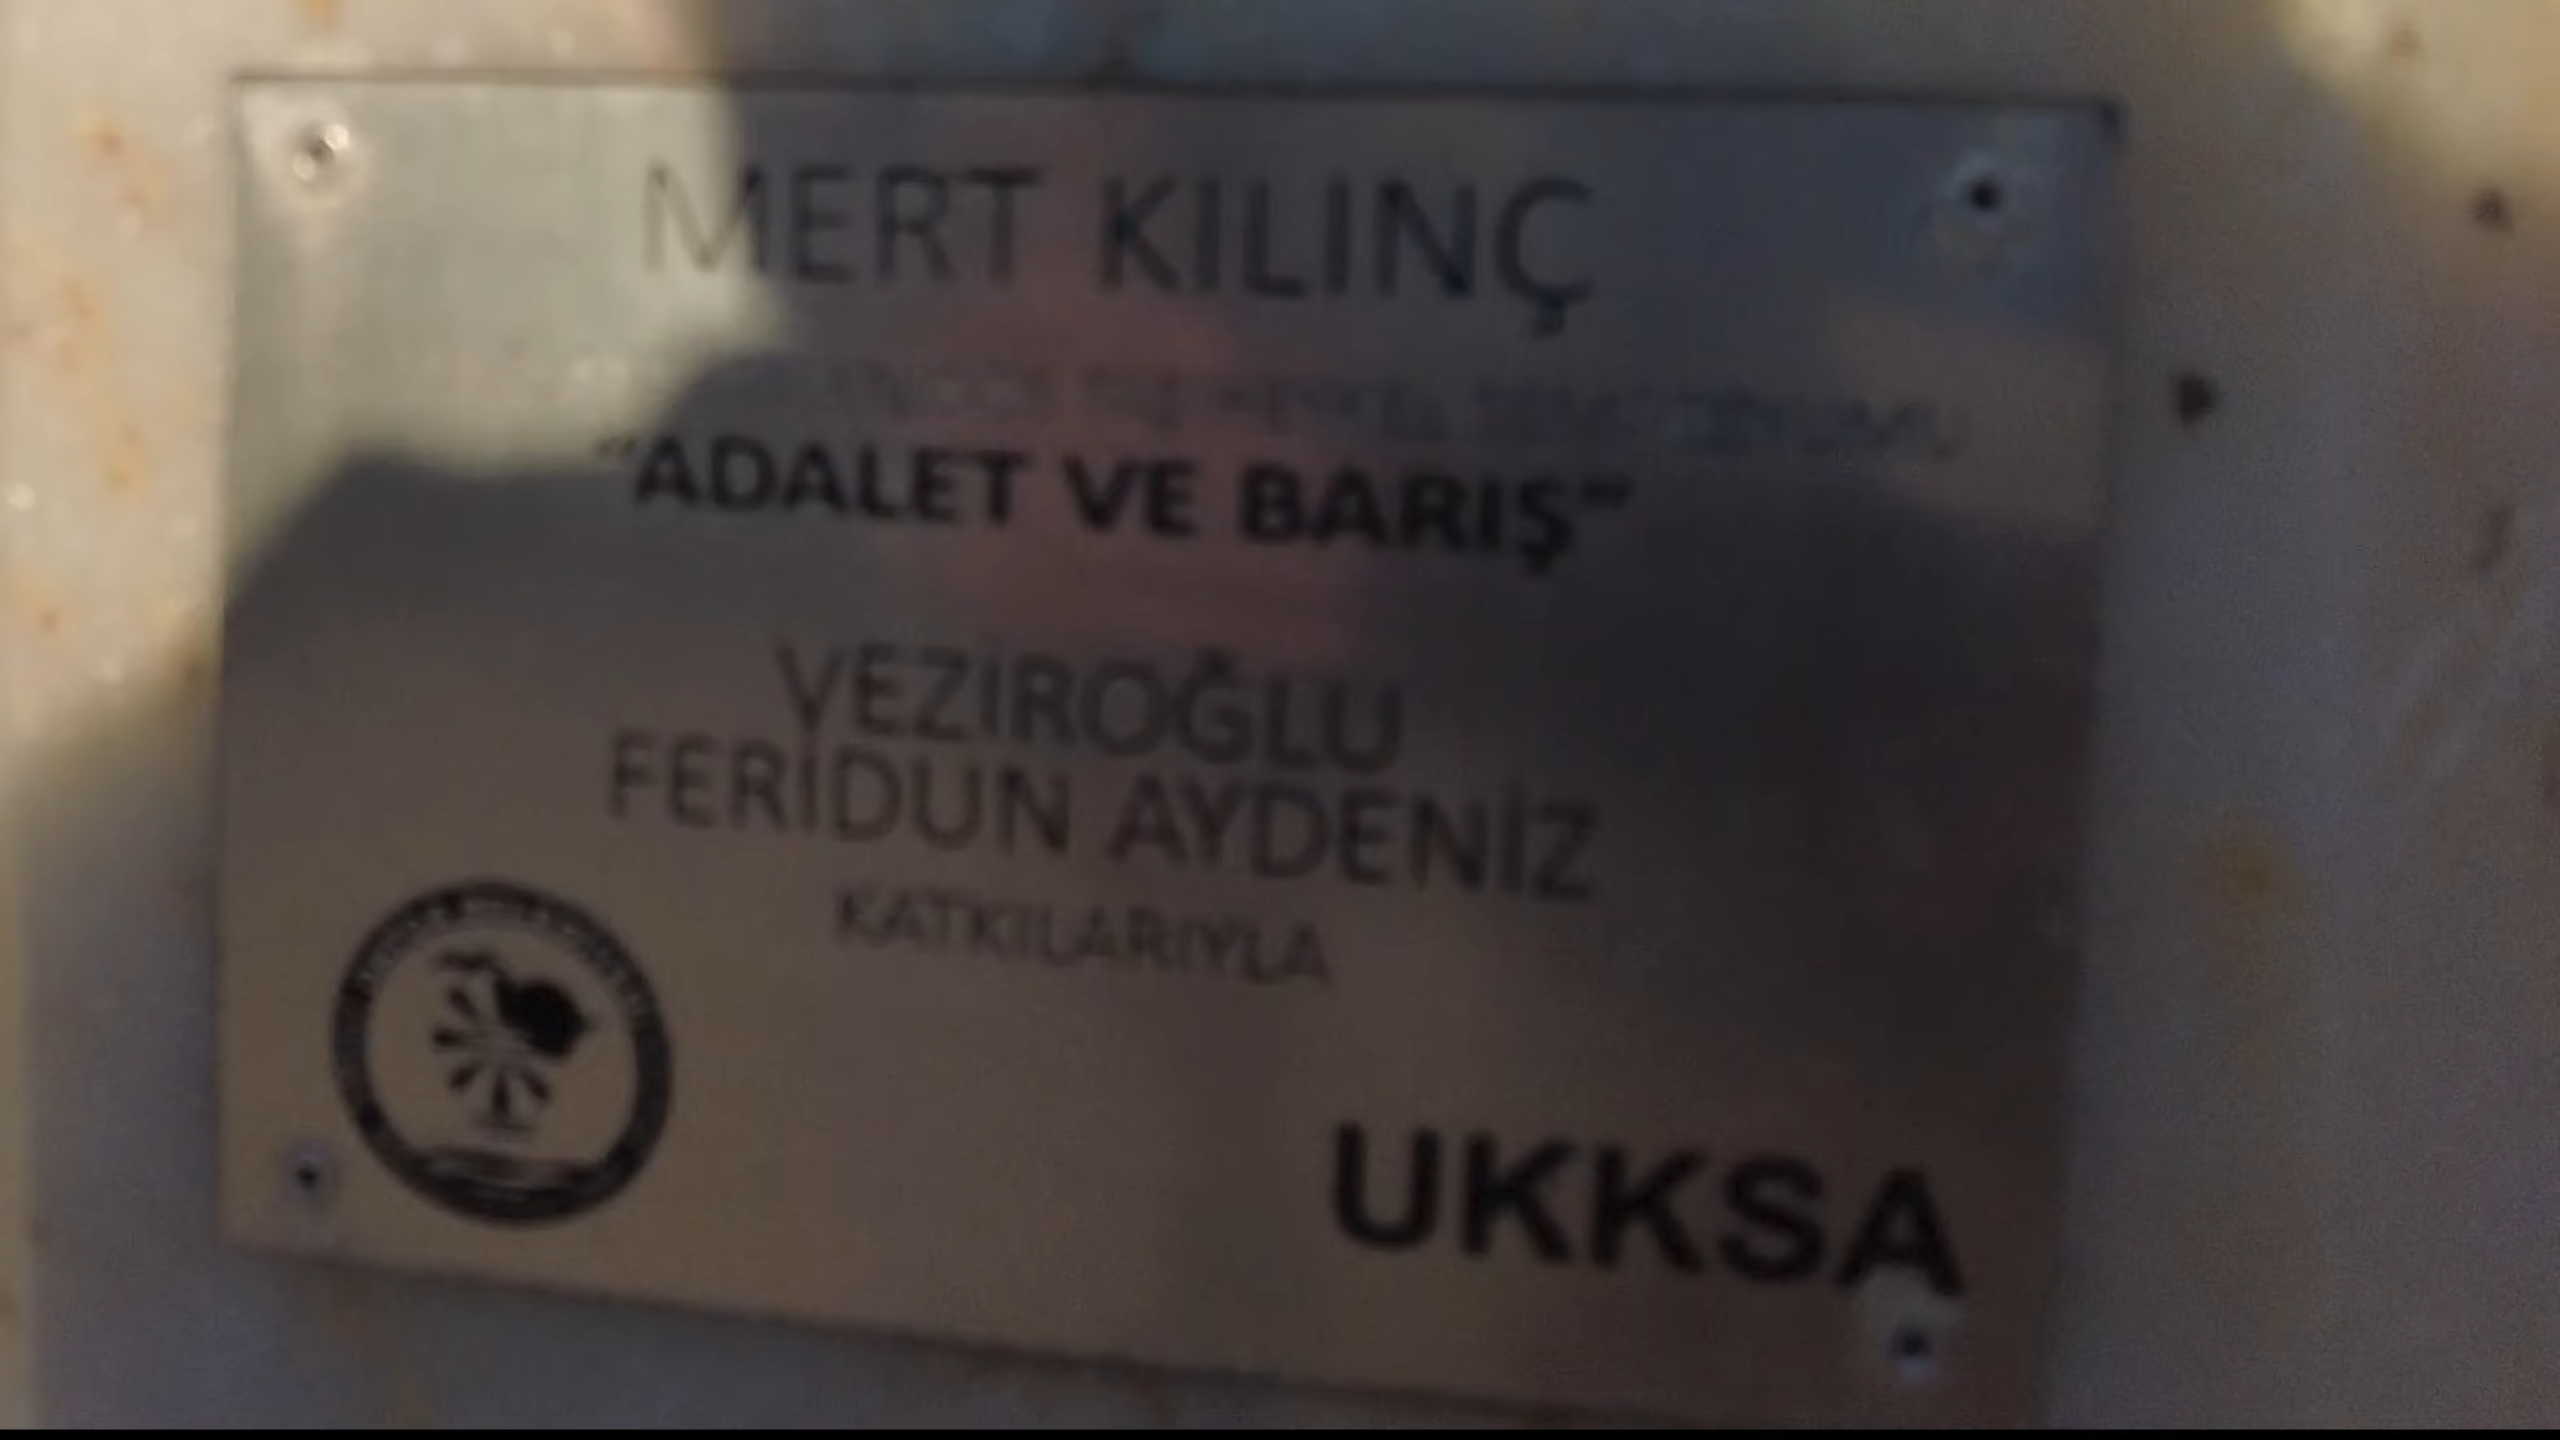 MERT KILINÇ
"ADALET VE BARIŞ"
VEZİROĞLU
FERİDUN AYDENİZ
KATKILARIYLA
UKKSA